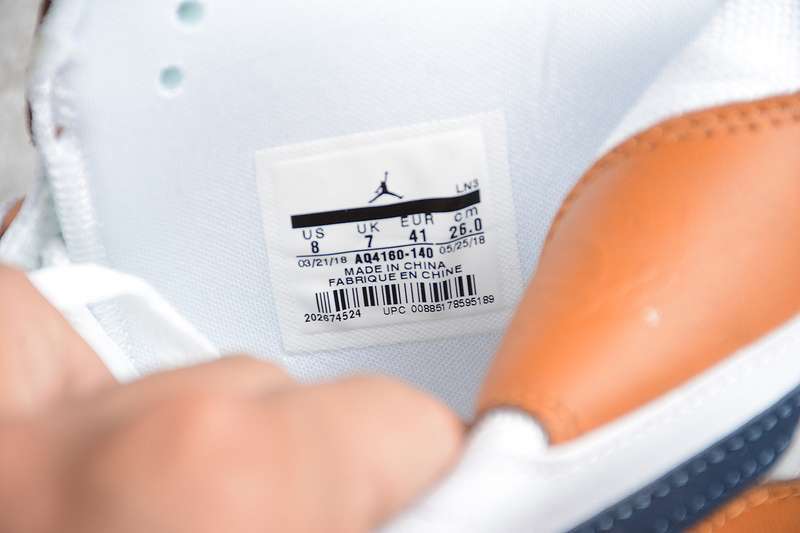 LN3
US UK EUR cm
8 7 41 26.0
03/21/18 AQ4160-140 05/25/18
MADE IN CHINA
FABRIQUE EN CHINE
202674524 UPC 00885178595189